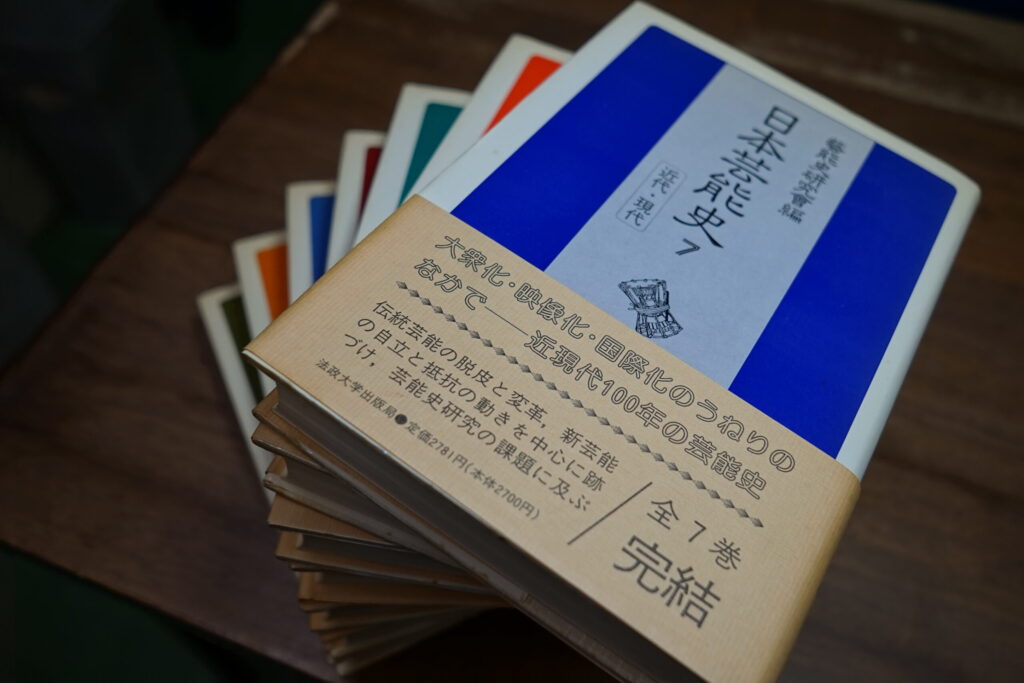 藝能史研究會編
日本芸能史 7
近代・現代
大衆化・映像化・国際化のうねりの
なかで――近現代100年の芸能史
伝統芸能の脱皮と変革，新芸能
の自立と抵抗の動きを中心に跡
づけ，芸能史研究の課題に及ぶ
法政大学出版局●定価2781円(本体2700円)
全7巻
完結